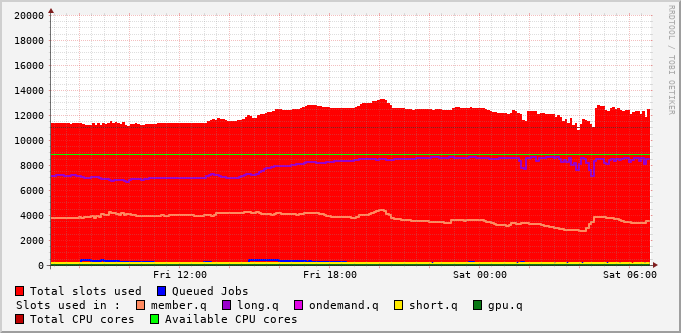 20000
18000
16000
14000
12000
10000
8000
6000
4000
2000
0
Fri 12:00 Fri 18:00 Sat 00:00 Sat 06:00
Total slots used Queued Jobs
Slots used in : member.q long.q ondemand.q short.q gpu.q
Total CPU cores Available CPU cores
RRDTOOL / TOBI OETIKER